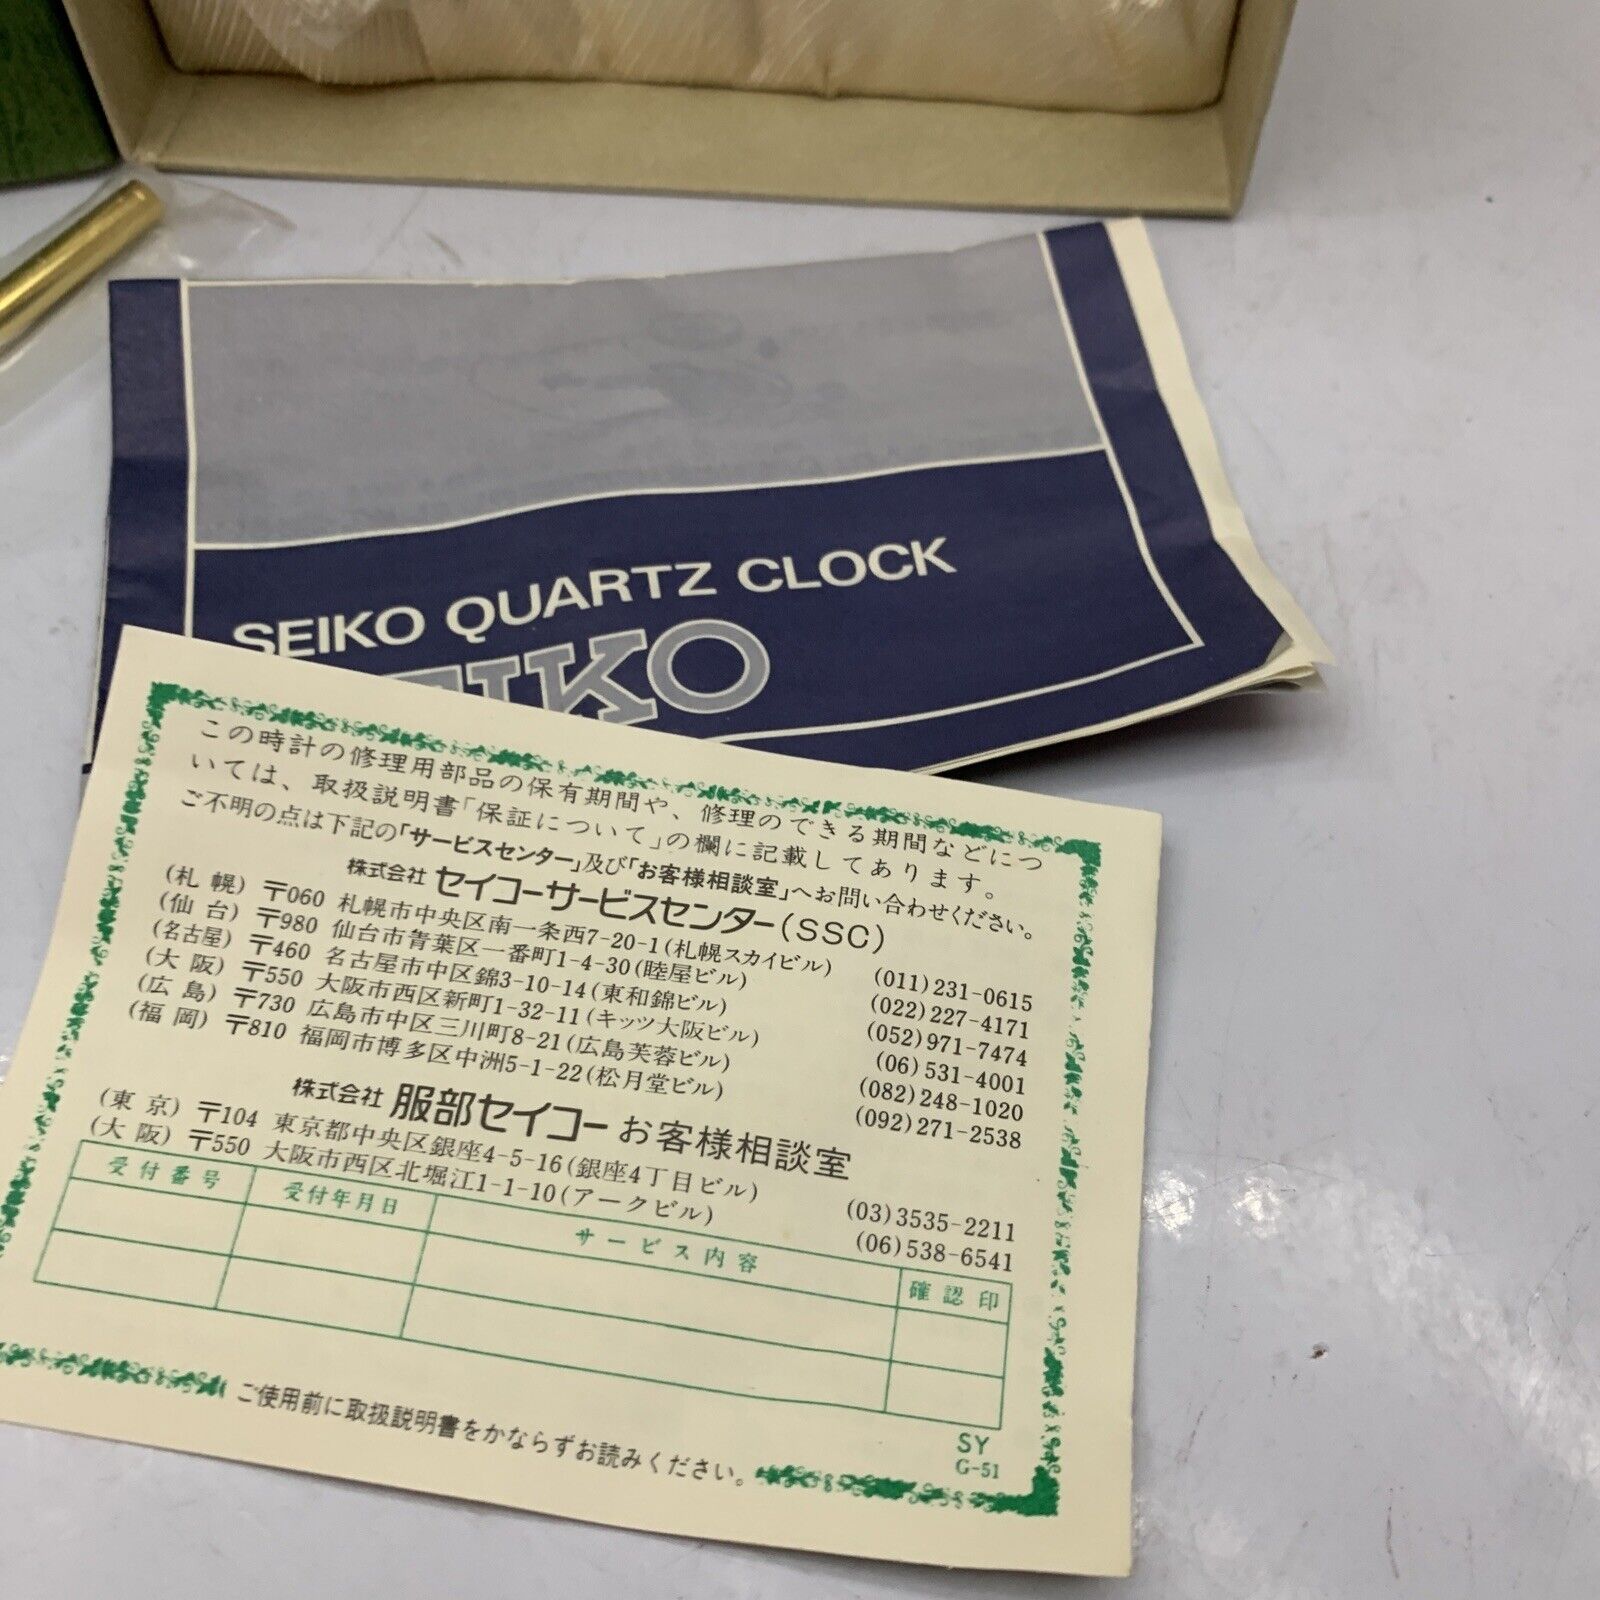 SEIKO QUARTZ CLOCK
SEIKO
この時計の修理用部品の保有期間や、修理のできる期間などにつ
いては、取扱説明書「保証について」の欄に記載してあります。
ご不明の点は下記の「サービスセンター」及び「お客様相談室」へお問い合わせください。
株式会社 セイコーサービスセンター(SSC)
(札 幌) 〒060 札幌市中央区南一条西7-20-1(札幌スカイビル) (011)231-0615
(仙 台) 〒980 仙台市青葉区一番町1-4-30(睦屋ビル) (022)227-4171
(名古屋) 〒460 名古屋市中区錦3-10-14(東和錦ビル) (052)971-7474
(大 阪) 〒550 大阪市西区新町1-32-11(キッツ大阪ビル) (06)531-4001
(広 島) 〒730 広島市中区三川町8-21(広島芙蓉ビル) (082)248-1020
(福 岡) 〒810 福岡市博多区中洲5-1-22(松月堂ビル) (092)271-2538
株式会社 服部セイコー お客様相談室
(東 京) 〒104 東京都中央区銀座4-5-16(銀座4丁目ビル) (03)3535-2211
(大 阪) 〒550 大阪市西区北堀江1-1-10(アークビル) (06)538-6541
受付番号 受付年月日 サービス内容 確認印
SY
G-51
ご使用前に取扱説明書をかならずお読みください。